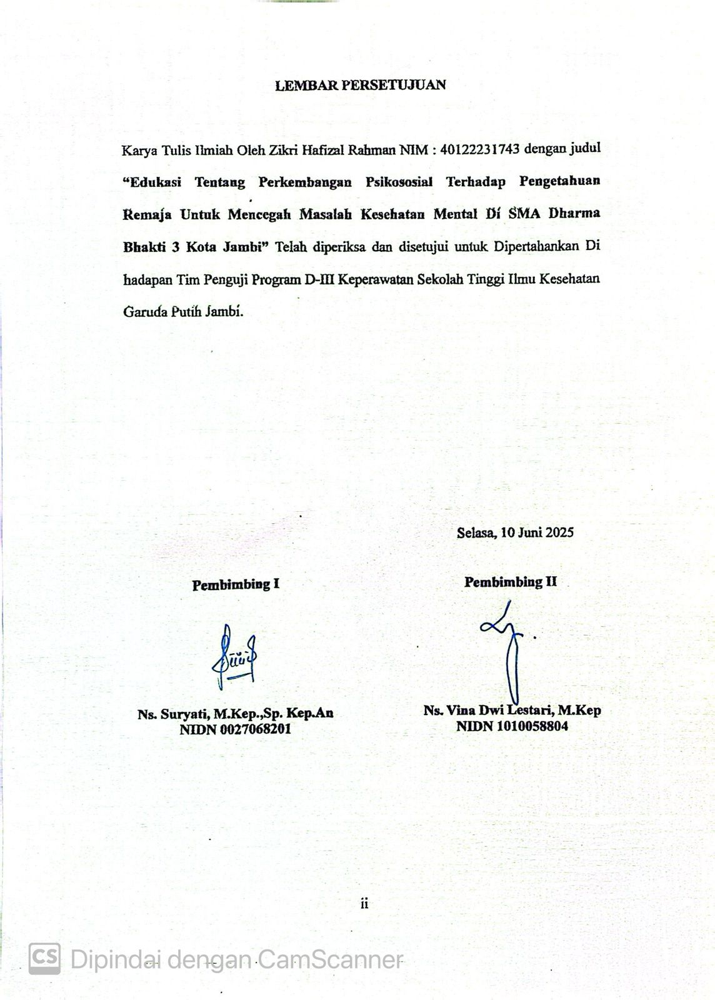 LEMBAR PERSETUJUAN
Karya Tulis Ilmiah Oleh Zikri Hafizal Rahman NIM : 40122231743 dengan judul
“Edukasi Tentang Perkembangan Psikososial Terhadap Pengetahuan
Remaja Untuk Mencegah Masalah Kesehatan Mental Di SMA Dharma
Bhakti 3 Kota Jambi” Telah diperiksa dan disetujui untuk Dipertahankan Di
hadapan Tim Penguji Program D-III Keperawatan Sekolah Tinggi Ilmu Kesehatan
Garuda Putih Jambi.
Selasa, 10 Juni 2025
Pembimbing I
Pembimbing II
Ns. Suryati, M.Kep.,Sp. Kep.An
NIDN 0027068201
Ns. Vina Dwi Lestari, M.Kep
NIDN 1010058804
ii
CS Dipindai dengan CamScanner